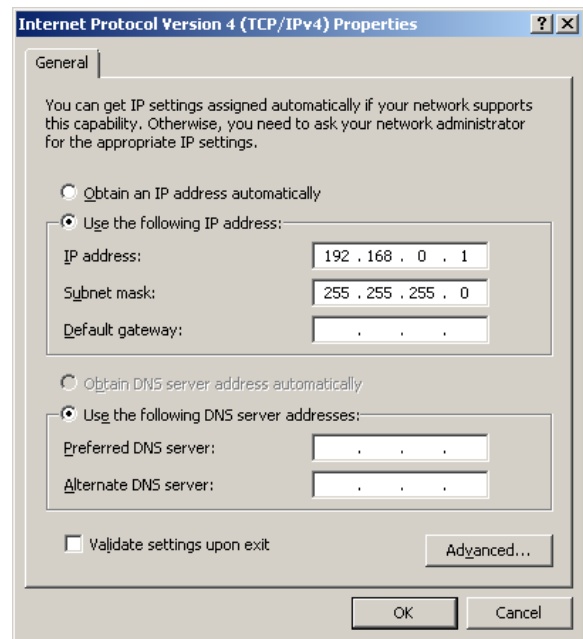 Internet Protocol Version 4 (TCP/IPv4) Properties
General
You can get IP settings assigned automatically if your network supports
this capability. Otherwise, you need to ask your network administrator
for the appropriate IP settings.
Obtain an IP address automatically
Use the following IP address:
IP address: 192 . 168 . 0 . 1
Subnet mask: 255 . 255 . 255 . 0
Default gateway: . . .
Obtain DNS server address automatically
Use the following DNS server addresses:
Preferred DNS server: . . .
Alternate DNS server: . . .
Validate settings upon exit
Advanced...
OK Cancel